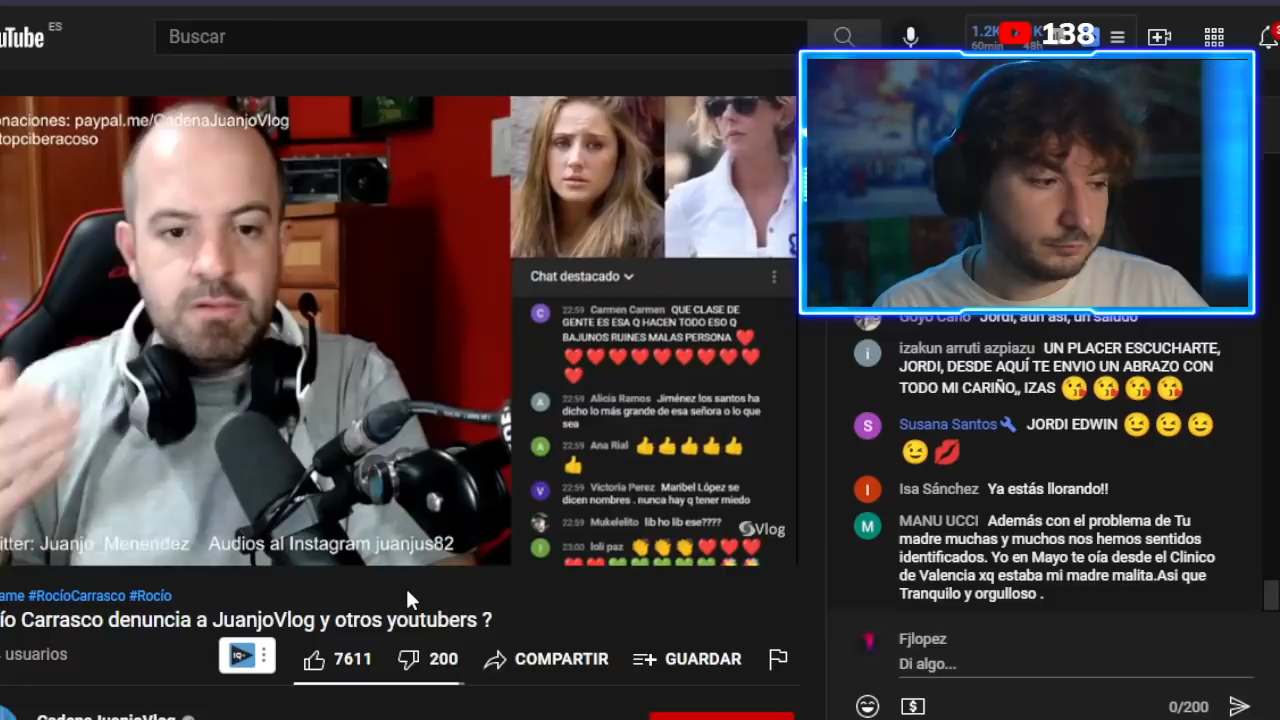 uTube ES
Buscar
138
onaciones: paypal.me/CadenaJuanjoVlog
topciberacoso
Chat destacado
22:59 Carmen Carmen QUE CLASE DE
GENTE ES ESA Q HACEN TODO ESO Q
BAJUNOS RUINES MALAS PERSONA ❤️
❤️❤️❤️❤️❤️❤️❤️❤️❤️
❤️
22:59 Alicia Ramos Jiménez los santos ha
dicho lo más grande de esa señora o lo que
sea
22:59 Ana Rial 👍👍👍👍👍
👍
22:59 Victoria Perez Maribel López se
dicen nombres . nunca hay q tener miedo
22:59 Mukelelito lib ho lib ese????
23:00 loli paz 👏👏👏❤️❤️❤️
Vlog
itter: Juanjo_Menendez Audios al Instagram juanjus82
ame #RocíoCarrasco #Rocío
ío Carrasco denuncia a JuanjoVlog y otros youtubers ?
usuarios
7611
200
COMPARTIR
GUARDAR
CadenaJuanjoVlog
Goyo Cano Jordi, aun así, un saludo
izakun arruti azpiazu UN PLACER ESCUCHARTE,
JORDI, DESDE AQUÍ TE ENVIO UN ABRAZO CON
TODO MI CARIÑO,, IZAS 😘😘😘😘
Susana Santos JORDI EDWIN 😉😉😉
😉💋
Isa Sánchez Ya estás llorando!!
MANU UCCI Además con el problema de Tu
madre muchas y muchos nos hemos sentidos
identificados. Yo en Mayo te oía desde el Clinico
de Valencia xq estaba mi madre malita.Asi que
Tranquilo y orgulloso .
Fjlopez
Di algo...
0/200